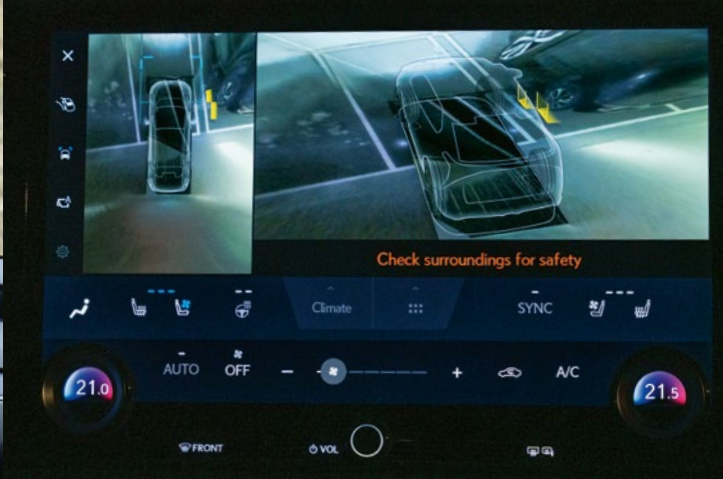 Check surroundings for safety
Climate
SYNC
AUTO
OFF
A/C
21.0
21.5
FRONT
VOL